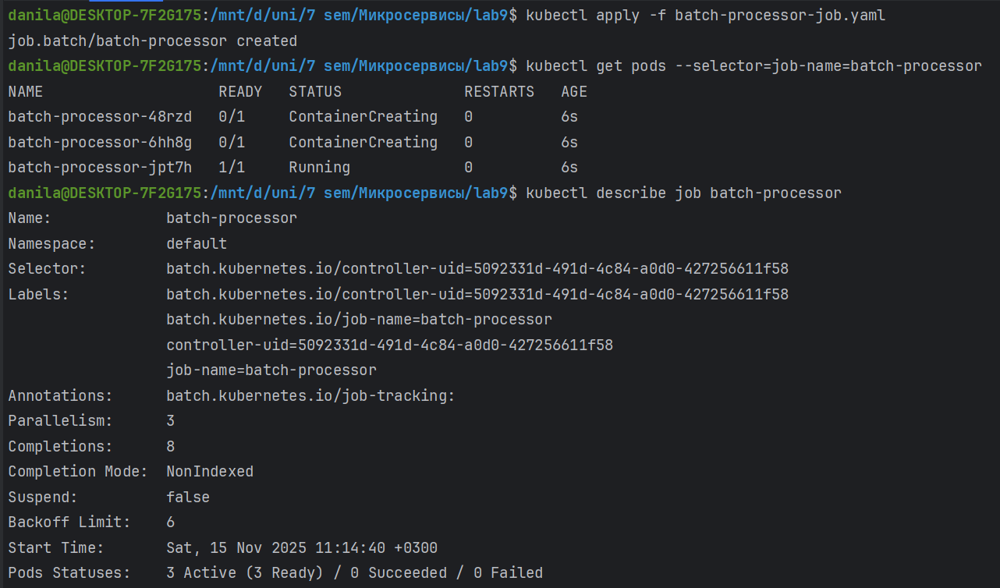 danila@DESKTOP-7F2G175:/mnt/d/uni/7 sem/Микросервисы/lab9$ kubectl apply -f batch-processor-job.yaml
job.batch/batch-processor created
danila@DESKTOP-7F2G175:/mnt/d/uni/7 sem/Микросервисы/lab9$ kubectl get pods --selector=job-name=batch-processor
NAME                    READY   STATUS              RESTARTS   AGE
batch-processor-48rzd   0/1     ContainerCreating   0          6s
batch-processor-6hh8g   0/1     ContainerCreating   0          6s
batch-processor-jpt7h   1/1     Running             0          6s
danila@DESKTOP-7F2G175:/mnt/d/uni/7 sem/Микросервисы/lab9$ kubectl describe job batch-processor
Name:             batch-processor
Namespace:        default
Selector:         batch.kubernetes.io/controller-uid=5092331d-491d-4c84-a0d0-427256611f58
Labels:           batch.kubernetes.io/controller-uid=5092331d-491d-4c84-a0d0-427256611f58
                  batch.kubernetes.io/job-name=batch-processor
                  controller-uid=5092331d-491d-4c84-a0d0-427256611f58
                  job-name=batch-processor
Annotations:      batch.kubernetes.io/job-tracking:
Parallelism:      3
Completions:      8
Completion Mode:  NonIndexed
Suspend:          false
Backoff Limit:    6
Start Time:       Sat, 15 Nov 2025 11:14:40 +0300
Pods Statuses:    3 Active (3 Ready) / 0 Succeeded / 0 Failed